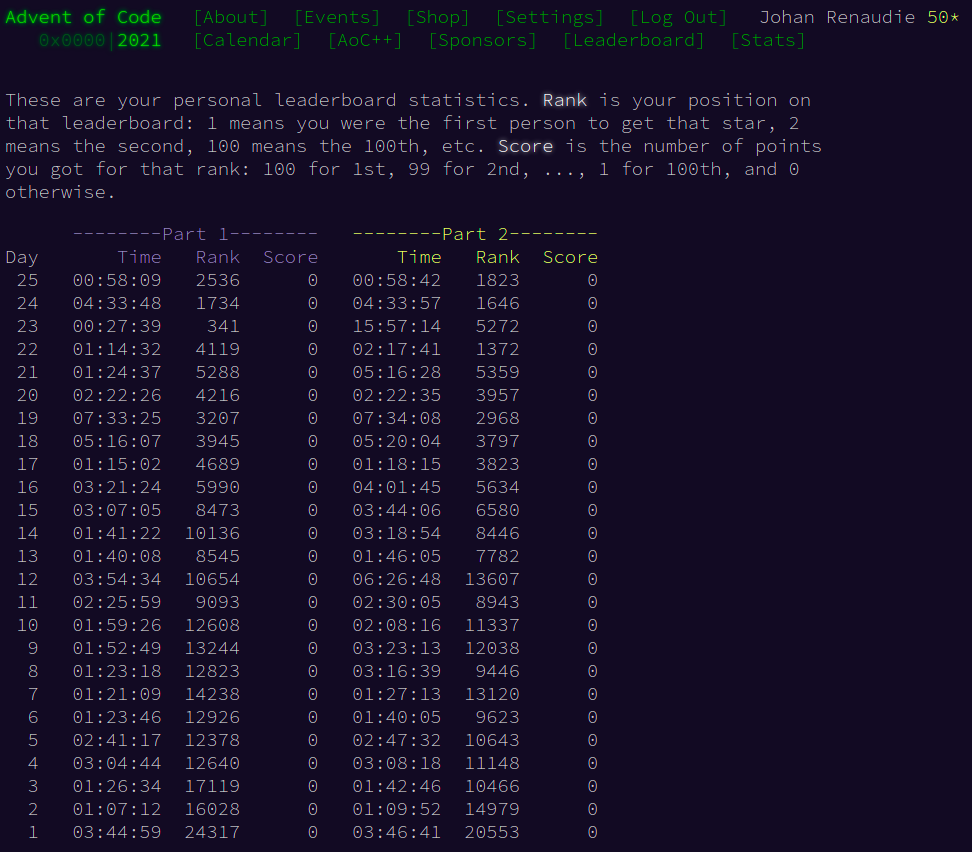 Advent of Code [About] [Events] [Shop] [Settings] [Log Out] Johan Renaudie 50*
0x0000|2021 [Calendar] [AoC++] [Sponsors] [Leaderboard] [Stats]
These are your personal leaderboard statistics. Rank is your position on
that leaderboard: 1 means you were the first person to get that star, 2
means the second, 100 means the 100th, etc. Score is the number of points
you got for that rank: 100 for 1st, 99 for 2nd, ..., 1 for 100th, and 0
otherwise.
--------Part 1-------- --------Part 2--------
Day Time Rank Score Time Rank Score
25 00:58:09 2536 0 00:58:42 1823 0
24 04:33:48 1734 0 04:33:57 1646 0
23 00:27:39 341 0 15:57:14 5272 0
22 01:14:32 4119 0 02:17:41 1372 0
21 01:24:37 5288 0 05:16:28 5359 0
20 02:22:26 4216 0 02:22:35 3957 0
19 07:33:25 3207 0 07:34:08 2968 0
18 05:16:07 3945 0 05:20:04 3797 0
17 01:15:02 4689 0 01:18:15 3823 0
16 03:21:24 5990 0 04:01:45 5634 0
15 03:07:05 8473 0 03:44:06 6580 0
14 01:41:22 10136 0 03:18:54 8446 0
13 01:40:08 8545 0 01:46:05 7782 0
12 03:54:34 10654 0 06:26:48 13607 0
11 02:25:59 9093 0 02:30:05 8943 0
10 01:59:26 12608 0 02:08:16 11337 0
9 01:52:49 13244 0 03:23:13 12038 0
8 01:23:18 12823 0 03:16:39 9446 0
7 01:21:09 14238 0 01:27:13 13120 0
6 01:23:46 12926 0 01:40:05 9623 0
5 02:41:17 12378 0 02:47:32 10643 0
4 03:04:44 12640 0 03:08:18 11148 0
3 01:26:34 17119 0 01:42:46 10466 0
2 01:07:12 16028 0 01:09:52 14979 0
1 03:44:59 24317 0 03:46:41 20553 0